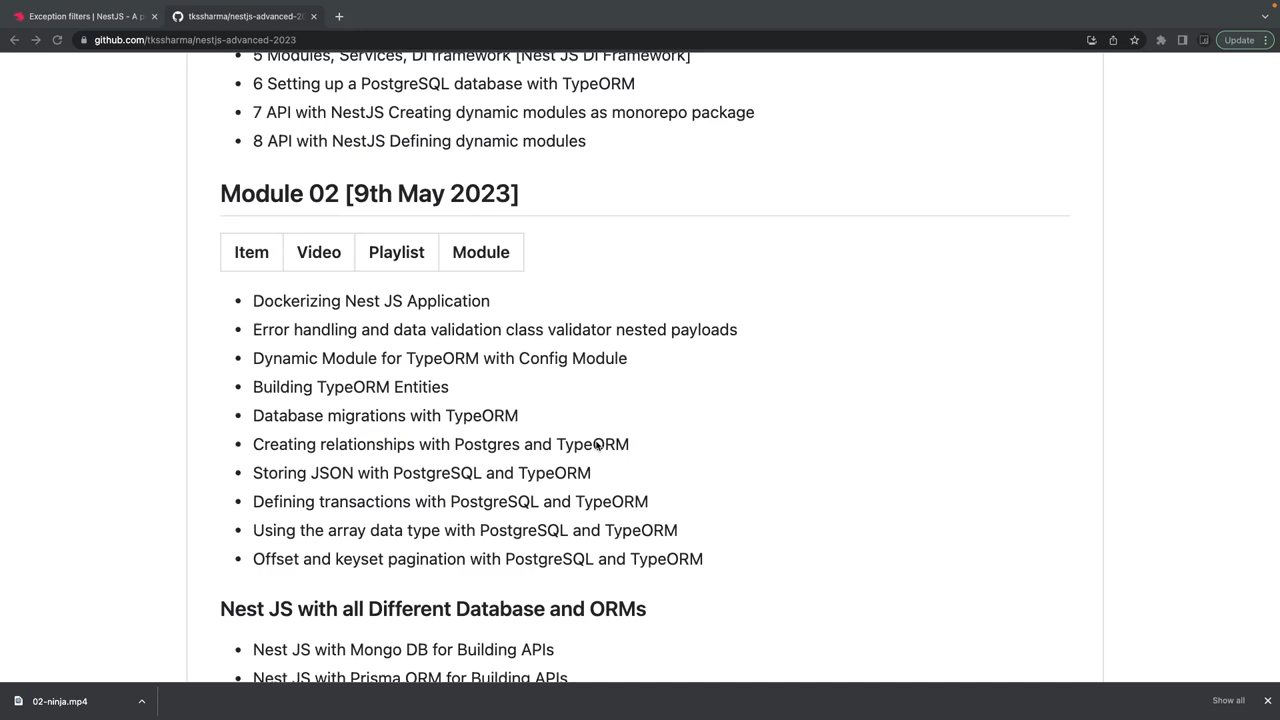 Exception filters | NestJS - A p
tkssharma/nestjs-advanced-20
github.com/tkssharma/nestjs-advanced-2023
Update
5 Modules, Services, DI framework [Nest JS DI Framework]
6 Setting up a PostgreSQL database with TypeORM
7 API with NestJS Creating dynamic modules as monorepo package
8 API with NestJS Defining dynamic modules
Module 02 [9th May 2023]
Item Video Playlist Module
Dockerizing Nest JS Application
Error handling and data validation class validator nested payloads
Dynamic Module for TypeORM with Config Module
Building TypeORM Entities
Database migrations with TypeORM
Creating relationships with Postgres and TypeORM
Storing JSON with PostgreSQL and TypeORM
Defining transactions with PostgreSQL and TypeORM
Using the array data type with PostgreSQL and TypeORM
Offset and keyset pagination with PostgreSQL and TypeORM
Nest JS with all Different Database and ORMs
Nest JS with Mongo DB for Building APIs
Nest JS with Prisma ORM for Building APIs
02-ninja.mp4
Show all